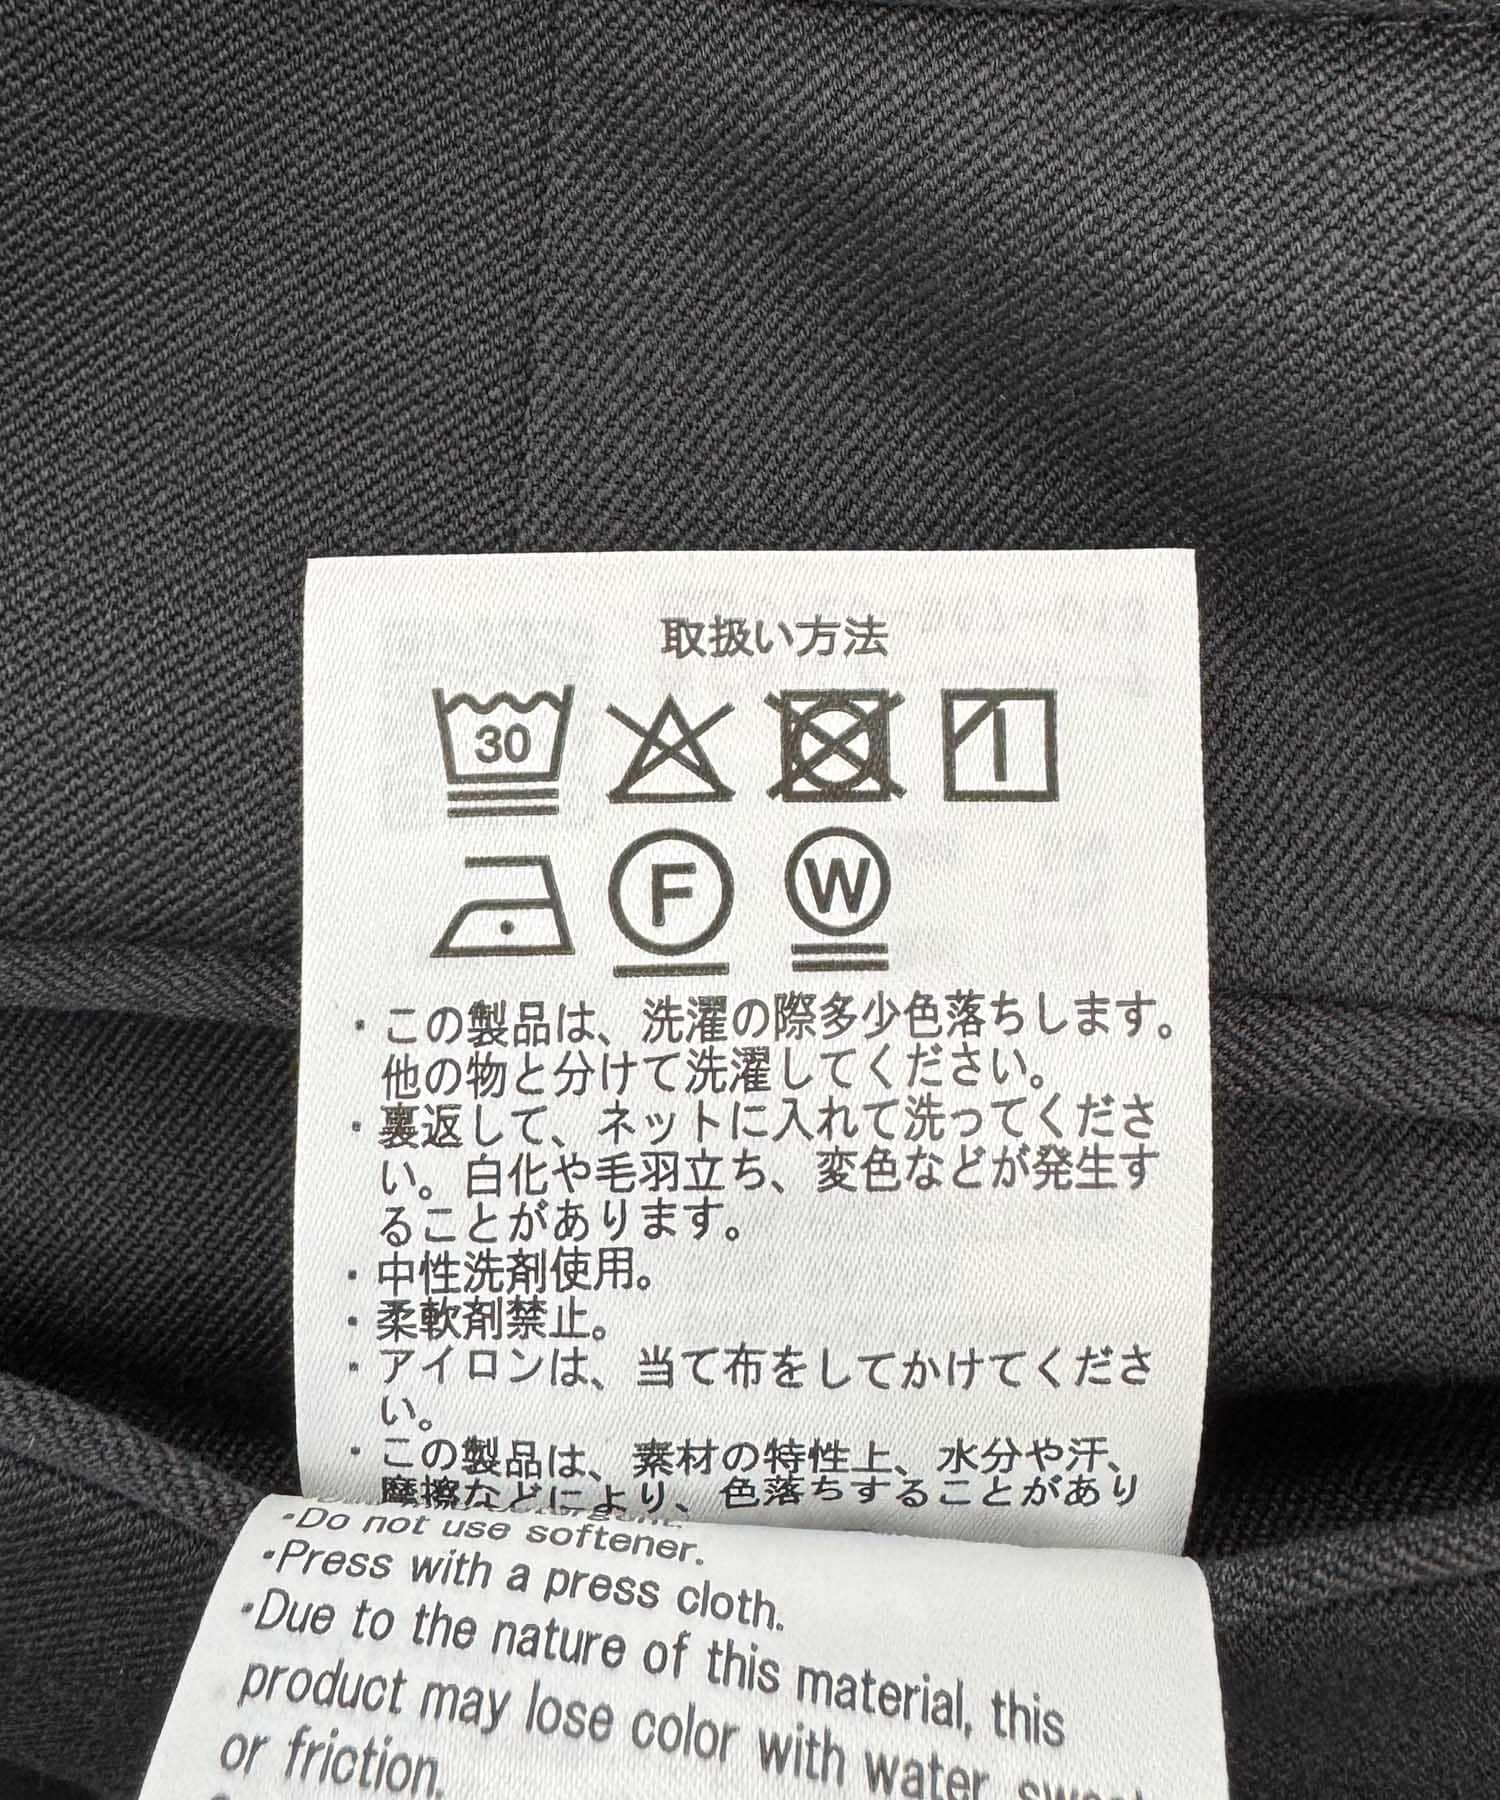 取扱い方法
30
F
W
・この製品は、洗濯の際多少色落ちします。
他の物と分けて洗濯してください。
・裏返して、ネットに入れて洗ってくださ
い。白化や毛羽立ち、変色などが発生す
ることがあります。
・中性洗剤使用。
・柔軟剤禁止。
・アイロンは、当て布をしてかけてくださ
い。
・この製品は、素材の特性上、水分や汗、
摩擦などにより、色落ちすることがあり
・Do not use softener.
・Press with a press cloth.
・Due to the nature of this material, this
product may lose color with water,
or friction.